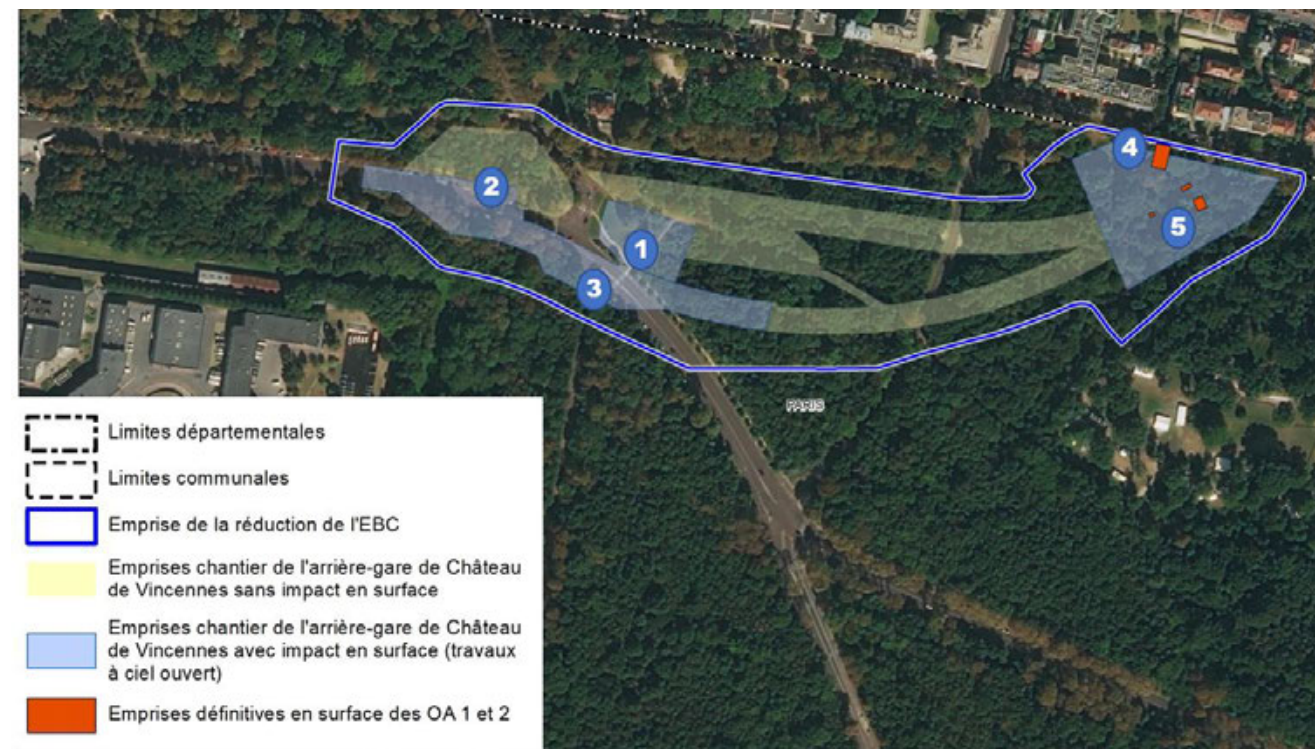 4
2
1
5
3
PARIS
Limites départementales
Limites communales
Emprise de la réduction de l'EBC
Emprises chantier de l'arrière-gare de Château
de Vincennes sans impact en surface
Emprises chantier de l'arrière-gare de Château
de Vincennes avec impact en surface (travaux
à ciel ouvert)
Emprises définitives en surface des OA 1 et 2